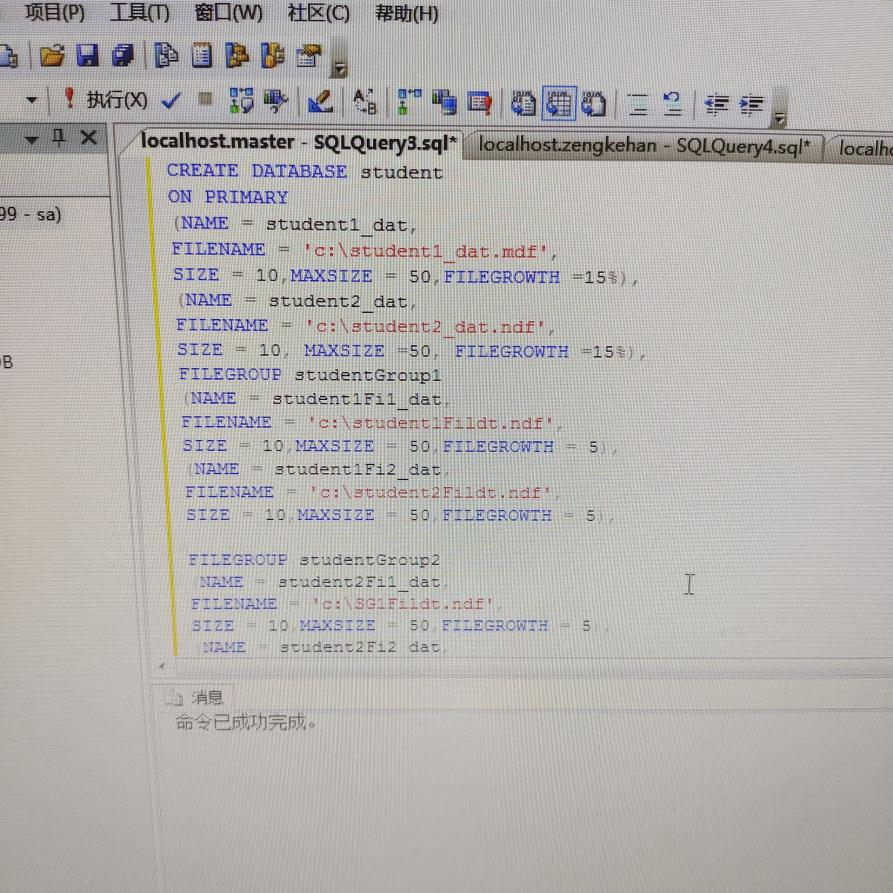 项目(P) 工具(T) 窗口(W) 社区(C) 帮助(H)
执行(X)
localhost.master - SQLQuery3.sql* localhost.zengkehan - SQLQuery4.sql* localh
99 - sa)
CREATE DATABASE student
ON PRIMARY
(NAME = student1_dat,
FILENAME = 'c:\student1_dat.mdf',
SIZE = 10,MAXSIZE = 50,FILEGROWTH =15%),
(NAME = student2_dat,
FILENAME = 'c:\student2_dat.ndf',
SIZE = 10, MAXSIZE =50, FILEGROWTH =15%),
FILEGROUP studentGroup1
(NAME = student1Fi1_dat,
FILENAME = 'c:\student1Fildt.ndf',
SIZE = 10,MAXSIZE = 50,FILEGROWTH = 5),
(NAME = student1Fi2_dat,
FILENAME = 'c:\student2Fildt.ndf',
SIZE = 10,MAXSIZE = 50,FILEGROWTH = 5),
FILEGROUP studentGroup2
(NAME = student2Fi1_dat,
FILENAME = 'c:\SG1Fildt.ndf',
SIZE = 10,MAXSIZE = 50,FILEGROWTH = 5),
(NAME = student2Fi2_dat,
消息
命令已成功完成。